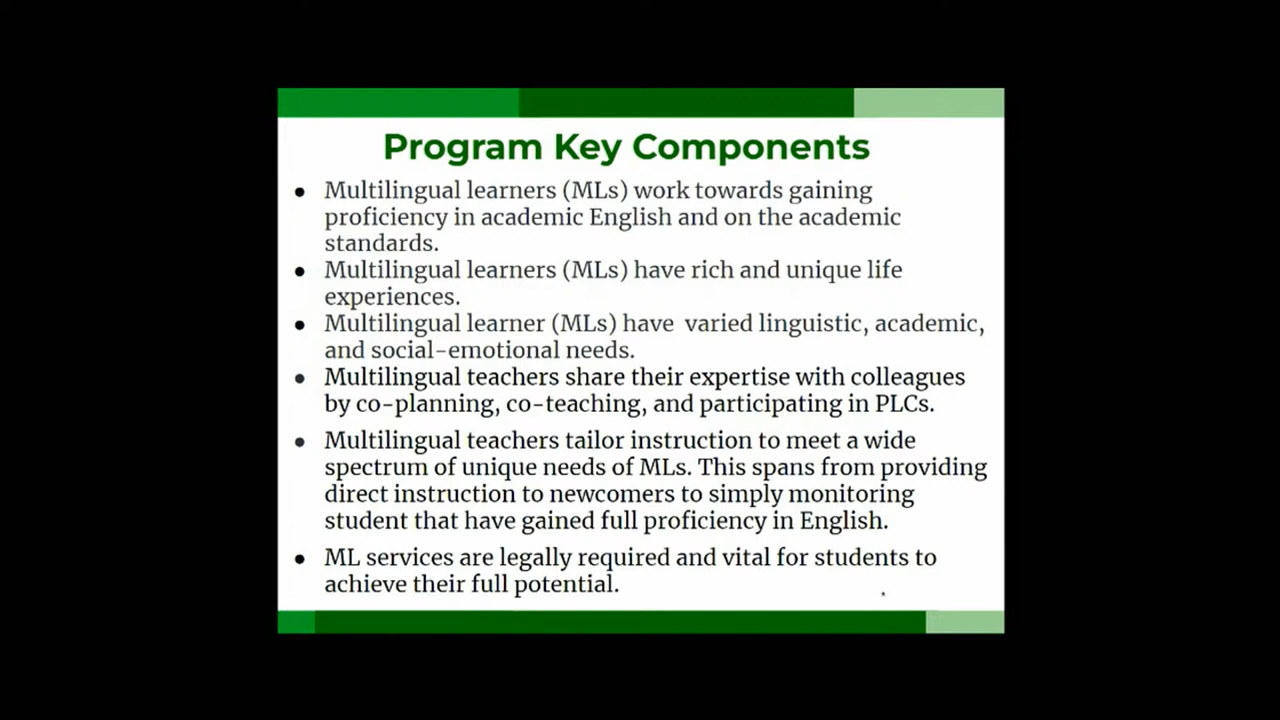 Program Key Components
• Multilingual learners (MLs) work towards gaining
proficiency in academic English and on the academic
standards.
• Multilingual learners (MLs) have rich and unique life
experiences.
• Multilingual learner (MLs) have  varied linguistic, academic,
and social-emotional needs.
• Multilingual teachers share their expertise with colleagues
by co-planning, co-teaching, and participating in PLCs.
• Multilingual teachers tailor instruction to meet a wide
spectrum of unique needs of MLs. This spans from providing
direct instruction to newcomers to simply monitoring
student that have gained full proficiency in English.
• ML services are legally required and vital for students to
achieve their full potential.